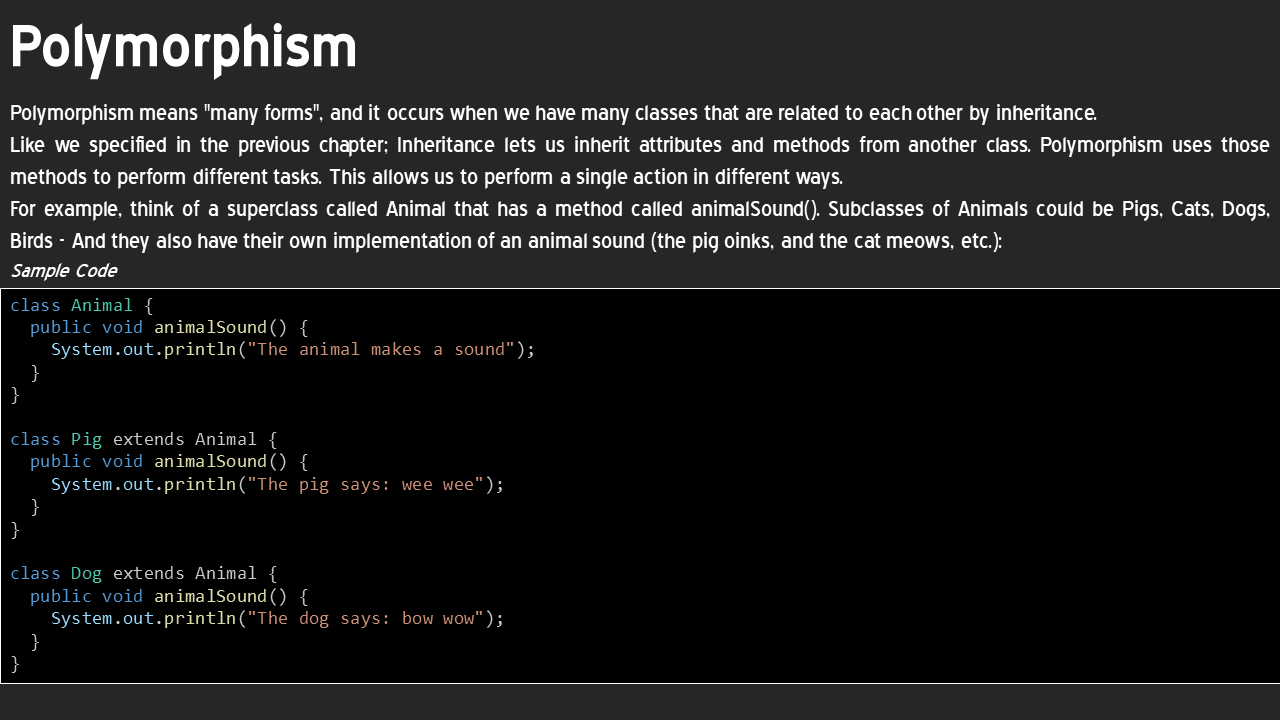 Polymorphism
Polymorphism means "many forms", and it occurs when we have many classes that are related to each other by inheritance.
Like we specified in the previous chapter; Inheritance lets us inherit attributes and methods from another class. Polymorphism uses those
methods to perform different tasks. This allows us to perform a single action in different ways.
For example, think of a superclass called Animal that has a method called animalSound(). Subclasses of Animals could be Pigs, Cats, Dogs,
Birds - And they also have their own implementation of an animal sound (the pig oinks, and the cat meows, etc.):
Sample Code
class Animal {
  public void animalSound() {
    System.out.println("The animal makes a sound");
  }
}

class Pig extends Animal {
  public void animalSound() {
    System.out.println("The pig says: wee wee");
  }
}

class Dog extends Animal {
  public void animalSound() {
    System.out.println("The dog says: bow wow");
  }
}